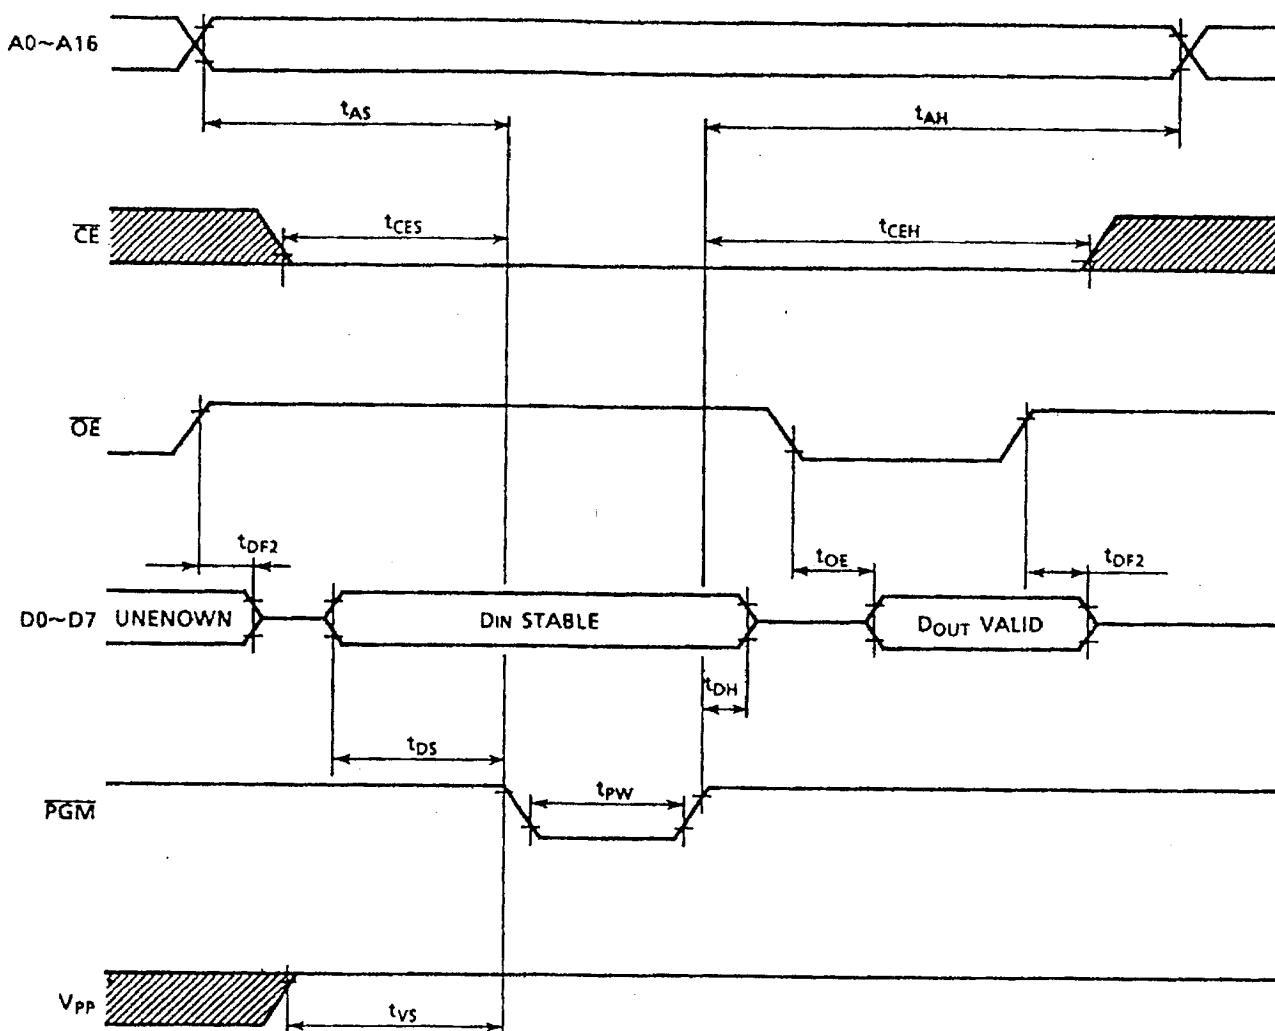 A0~A16
tAS
tAH
CE
tCES
tCEH
OE
tDF2
tOE
tDF2
D0~D7
UNENOWN
DIN STABLE
DOUT VALID
tDH
tDS
PGM
tPW
VPP
tVS